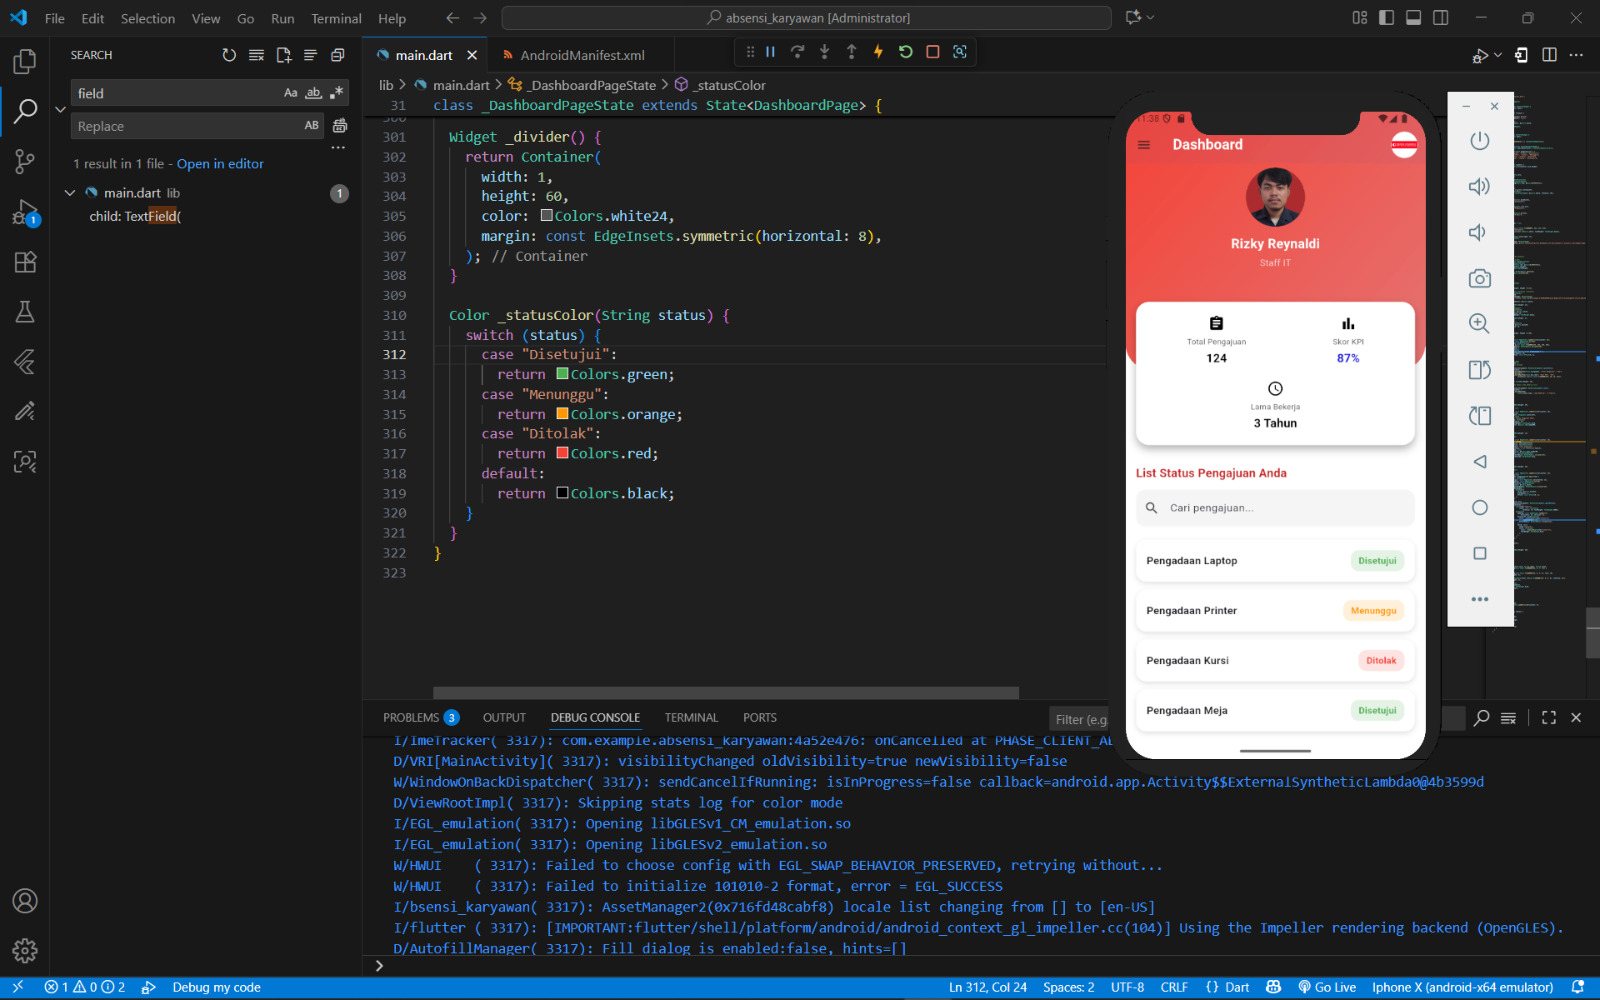 File Edit Selection View Go Run Terminal Help
absensi_karyawan [Administrator]
SEARCH
field
Aa ab
Replace
AB
1 result in 1 file - Open in editor
main.dart lib 1
child: TextField(
1
main.dart
AndroidManifest.xml
lib > main.dart > _DashboardPageState > _statusColor
31 class _DashboardPageState extends State<DashboardPage> {
300
301 Widget _divider() {
302 return Container(
303 width: 1,
304 height: 60,
305 color: Colors.white24,
306 margin: const EdgeInsets.symmetric(horizontal: 8),
307 ); // Container
308 }
309
310 Color _statusColor(String status) {
311 switch (status) {
312 case "Disetujui":
313 return Colors.green;
314 case "Menunggu":
315 return Colors.orange;
316 case "Ditolak":
317 return Colors.red;
318 default:
319 return Colors.black;
320 }
321 }
322 }
323
11:38
Dashboard
Rizky Reynaldi
Staff IT
Total Pengajuan
124
Skor KPI
87%
Lama Bekerja
3 Tahun
List Status Pengajuan Anda
Cari pengajuan...
Pengadaan Laptop Disetujui
Pengadaan Printer Menunggu
Pengadaan Kursi Ditolak
Pengadaan Meja Disetujui
PROBLEMS 3 OUTPUT DEBUG CONSOLE TERMINAL PORTS
Filter (e.g.
I/ImeTracker( 3317): com.example.absensi_karyawan:4a52e476: onCancelled at PHASE_CLIENT_
D/VRI[MainActivity]( 3317): visibilityChanged oldVisibility=true newVisibility=false
W/WindowOnBackDispatcher( 3317): sendCancelIfRunning: isInProgress=false callback=android.app.Activity$$ExternalSyntheticLambda0@4b3599d
D/ViewRootImpl( 3317): Skipping stats log for color mode
I/EGL_emulation( 3317): Opening libGLESv1_CM_emulation.so
I/EGL_emulation( 3317): Opening libGLESv2_emulation.so
W/HWUI ( 3317): Failed to choose config with EGL_SWAP_BEHAVIOR_PRESERVED, retrying without...
W/HWUI ( 3317): Failed to initialize 101010-2 format, error = EGL_SUCCESS
I/bsensi_karyawan( 3317): AssetManager2(0x716fd48cabf8) locale list changing from [] to [en-US]
I/flutter ( 3317): [IMPORTANT:flutter/shell/platform/android/android_context_gl_impeller.cc(104)] Using the Impeller rendering backend (OpenGLES).
D/AutofillManager( 3317): Fill dialog is enabled:false, hints=[]
1 0 2 Debug my code
Ln 312, Col 24 Spaces: 2 UTF-8 CRLF {} Dart Go Live Iphone X (android-x64 emulator)